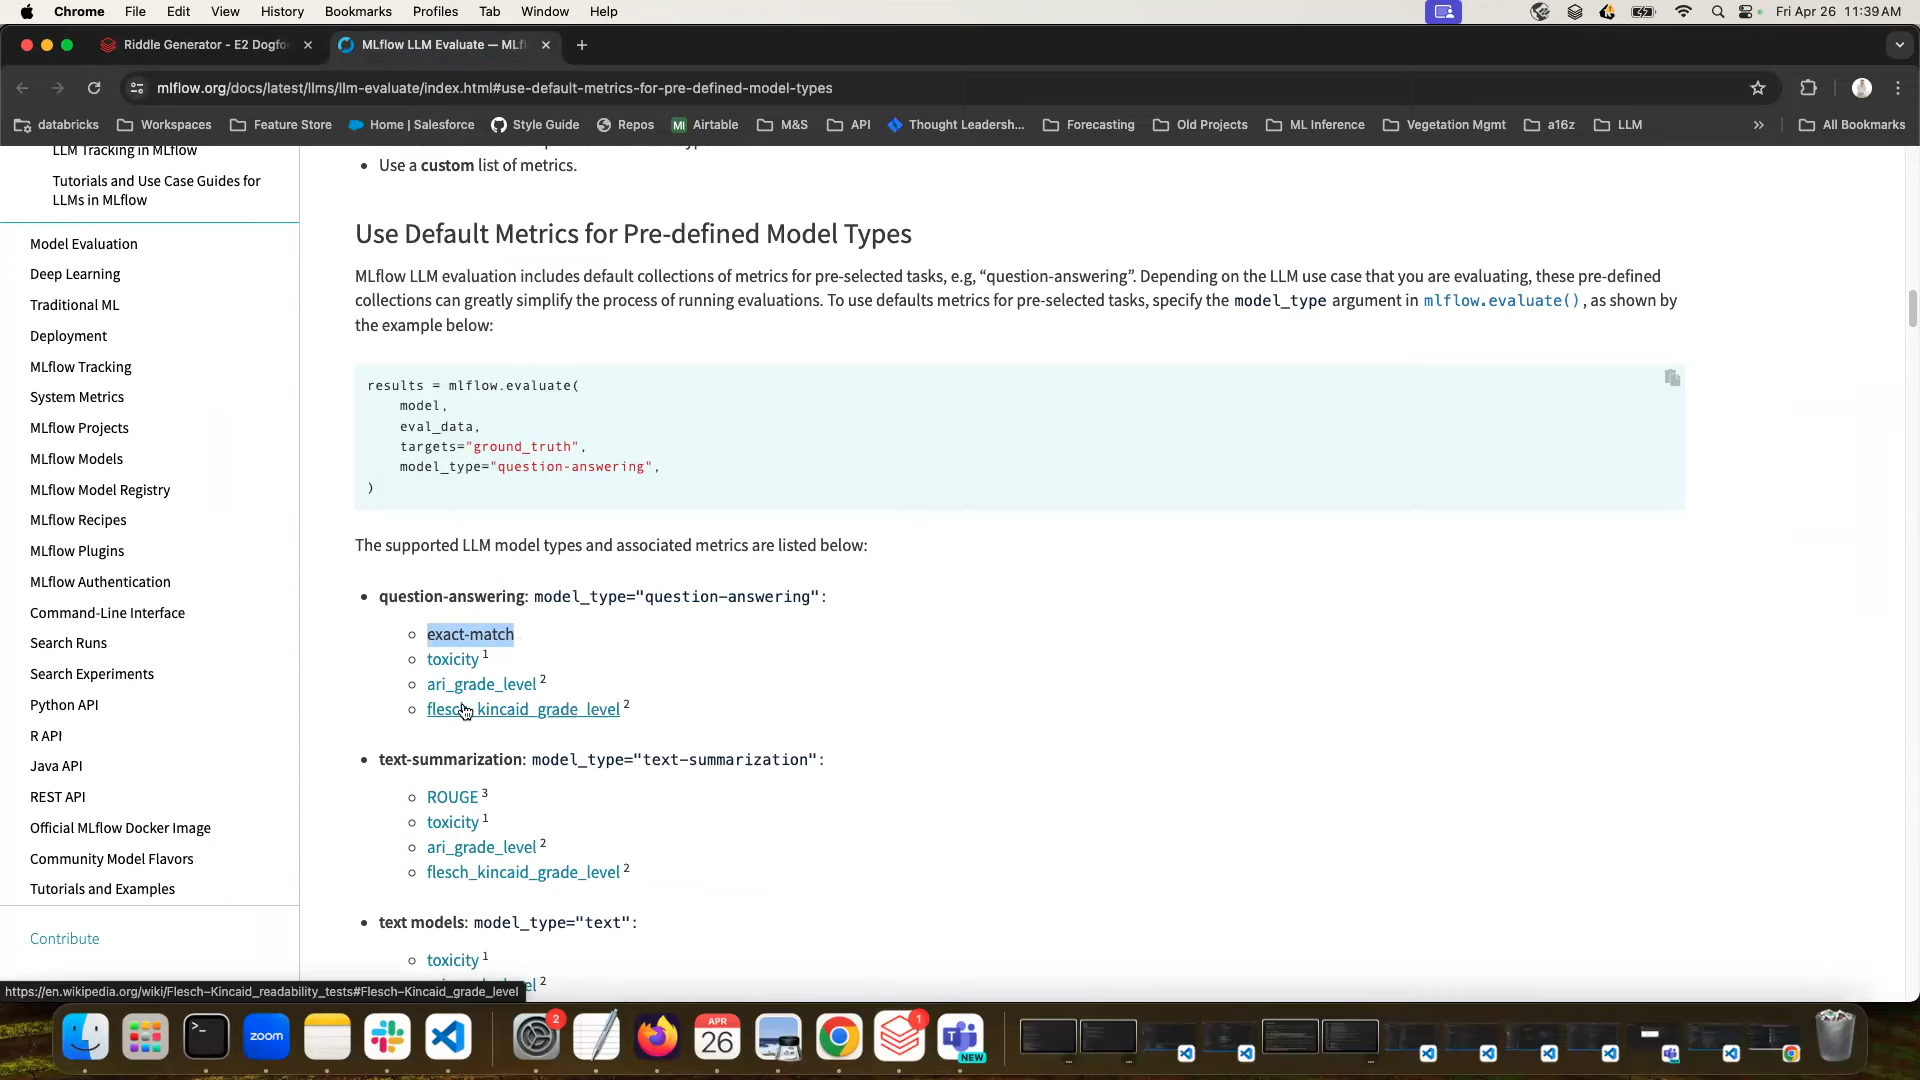 Chrome File Edit View History Bookmarks Profiles Tab Window Help Fri Apr 26 11:39 AM
Riddle Generator - E2 Dogfo
MLflow LLM Evaluate — MLf
mlflow.org/docs/latest/llms/llm-evaluate/index.html#use-default-metrics-for-pre-defined-model-types
databricks Workspaces Feature Store Home | Salesforce Style Guide Repos Airtable M&S API Thought Leadersh... Forecasting Old Projects ML Inference Vegetation Mgmt a16z LLM » All Bookmarks
LLM Tracking in MLflow
Tutorials and Use Case Guides for
LLMs in MLflow
Model Evaluation
Deep Learning
Traditional ML
Deployment
MLflow Tracking
System Metrics
MLflow Projects
MLflow Models
MLflow Model Registry
MLflow Recipes
MLflow Plugins
MLflow Authentication
Command-Line Interface
Search Runs
Search Experiments
Python API
R API
Java API
REST API
Official MLflow Docker Image
Community Model Flavors
Tutorials and Examples
Contribute
• Use a custom list of metrics.
Use Default Metrics for Pre-defined Model Types
MLflow LLM evaluation includes default collections of metrics for pre-selected tasks, e.g, “question-answering”. Depending on the LLM use case that you are evaluating, these pre-defined
collections can greatly simplify the process of running evaluations. To use defaults metrics for pre-selected tasks, specify the model_type argument in mlflow.evaluate(), as shown by
the example below:
results = mlflow.evaluate(
    model,
    eval_data,
    targets="ground_truth",
    model_type="question-answering",
)
The supported LLM model types and associated metrics are listed below:
• question-answering: model_type="question-answering":
exact-match
toxicity 1
ari_grade_level 2
flesch_kincaid_grade_level 2
• text-summarization: model_type="text-summarization":
ROUGE 3
toxicity 1
ari_grade_level 2
flesch_kincaid_grade_level 2
• text models: model_type="text":
toxicity 1
https://en.wikipedia.org/wiki/Flesch–Kincaid_readability_tests#Flesch–Kincaid_grade_level
el 2
zoom
2
APR
26
1
NEW